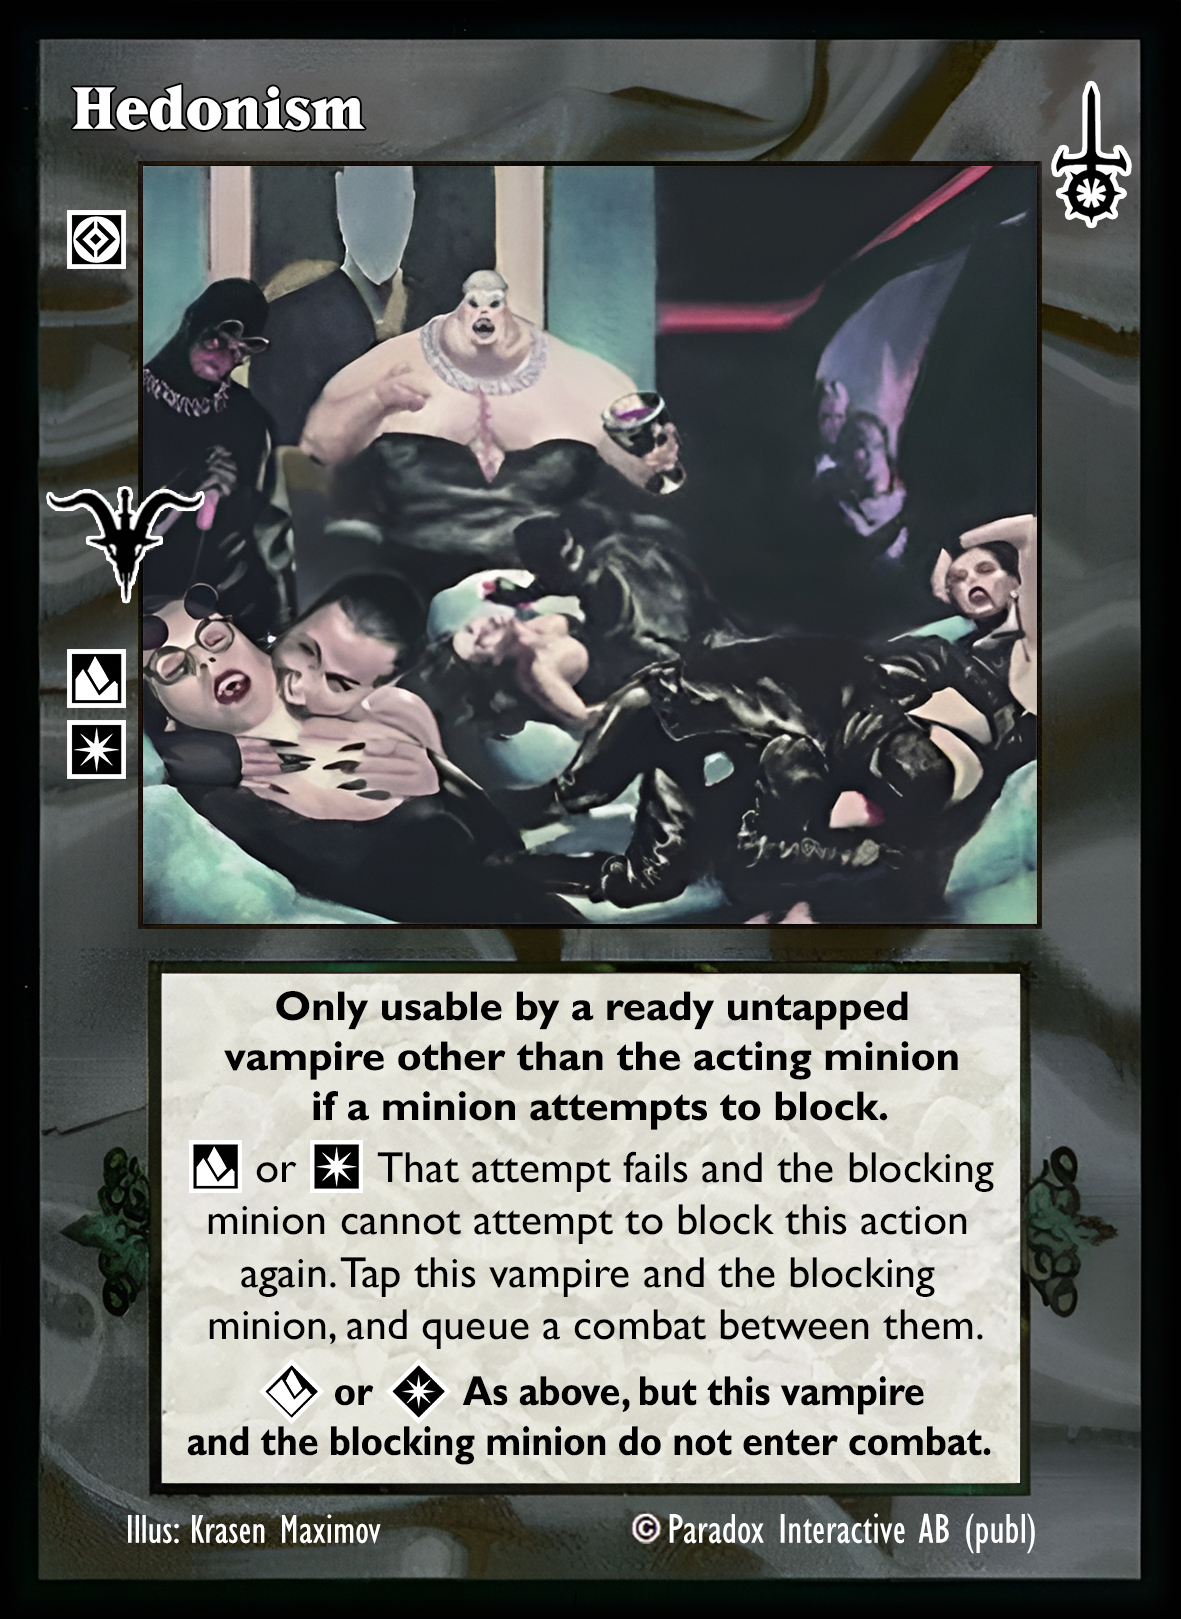 Hedonism
Only usable by a ready untapped
vampire other than the acting minion
if a minion attempts to block.
or That attempt fails and the blocking
minion cannot attempt to block this action
again. Tap this vampire and the blocking
minion, and queue a combat between them.
or As above, but this vampire
and the blocking minion do not enter combat.
Illus: Krasen Maximov © Paradox Interactive AB (publ)